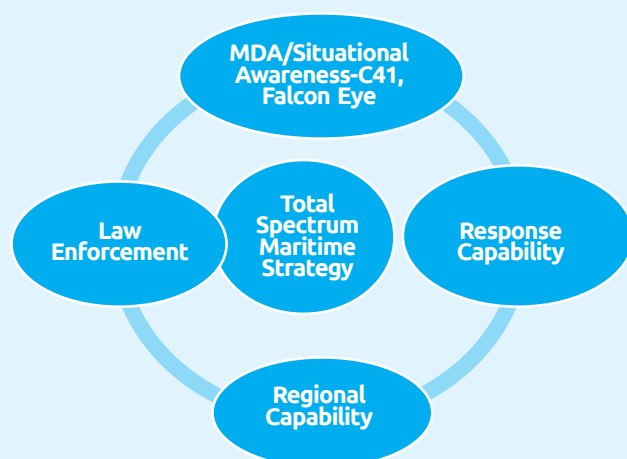 MDA/Situational
Awareness-C41,
Falcon Eye
Law
Enforcement
Total
Spectrum
Maritime
Strategy
Response
Capability
Regional
Capability